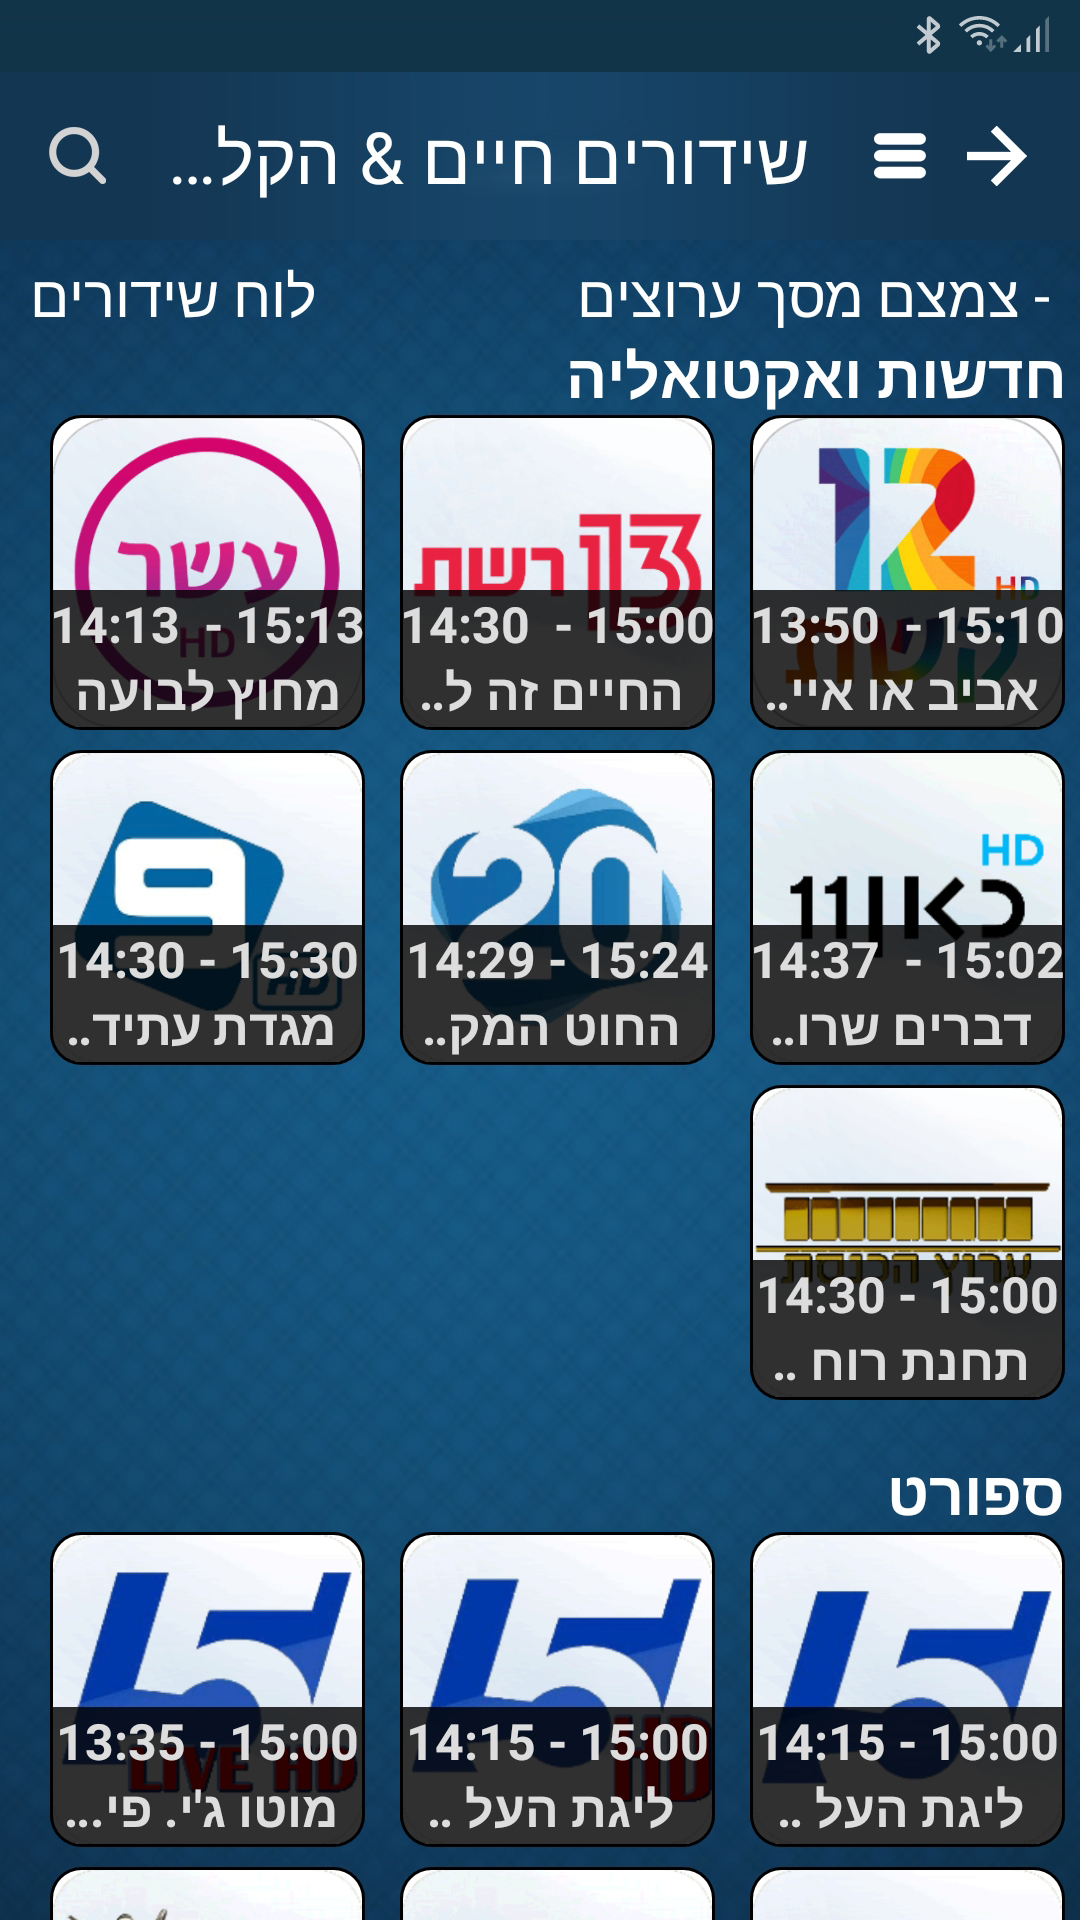 שידורים חיים & הקל...
- צמצם מסך ערוצים
לוח שידורים
חדשות ואקטואליה
12
HD
קשת
13:50 - 15:10
אביב או איי..
13 רשת
14:30 - 15:00
החיים זה ל..
עשר
HD
14:13 - 15:13
מחוץ לבועה
HD
כאן 11
14:37 - 15:02
דברים שרו..
20
14:29 - 15:24
החוט המק..
9
HD
14:30 - 15:30
מגדת עתיד..
ערוץ הכנסת
14:30 - 15:00
תחנת רוח ..
ספורט
5
14:15 - 15:00
ליגת העל ..
5
HD
14:15 - 15:00
ליגת העל ..
5
LIVE HD
13:35 - 15:00
מוטו ג'י. פי...